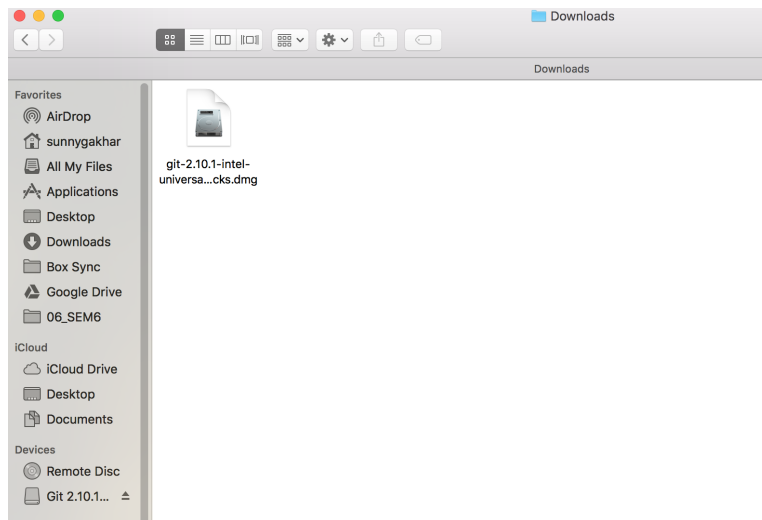 Downloads
Downloads
Favorites
AirDrop
sunnygakhar
All My Files
Applications
Desktop
Downloads
Box Sync
Google Drive
06_SEM6
iCloud
iCloud Drive
Desktop
Documents
Devices
Remote Disc
Git 2.10.1...
git-2.10.1-intel-
universa...cks.dmg